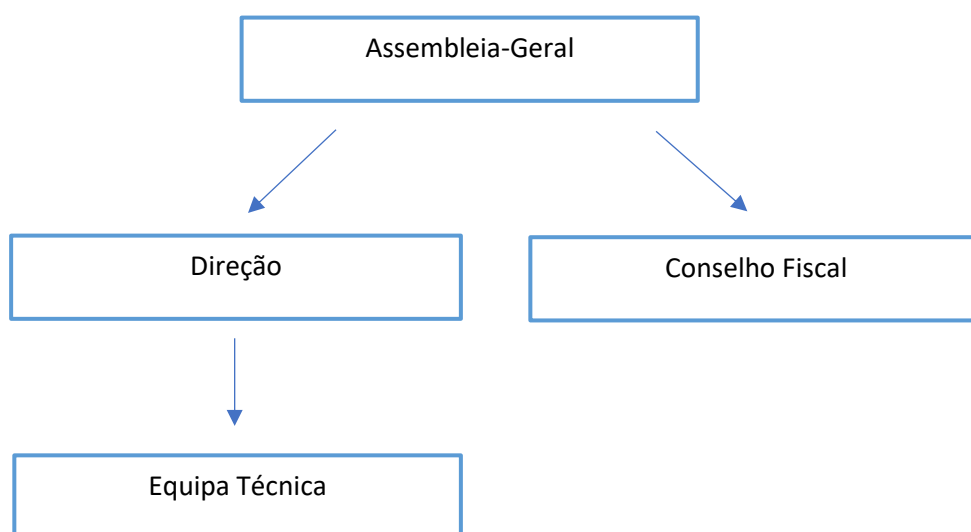 Assembleia-Geral
Direção
Conselho Fiscal
Equipa Técnica